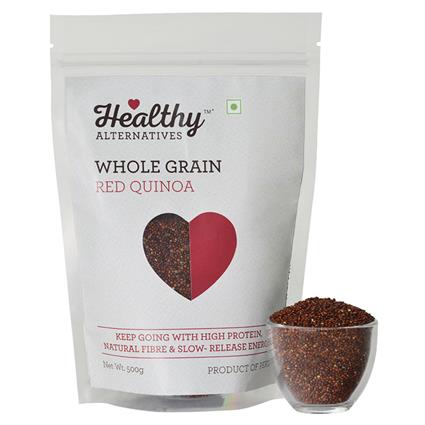 Healthy™
ALTERNATIVES
WHOLE GRAIN
RED QUINOA
KEEP GOING WITH HIGH PROTEIN,
NATURAL FIBRE & SLOW- RELEASE
Net Wt. 500g
PRODUCT OF